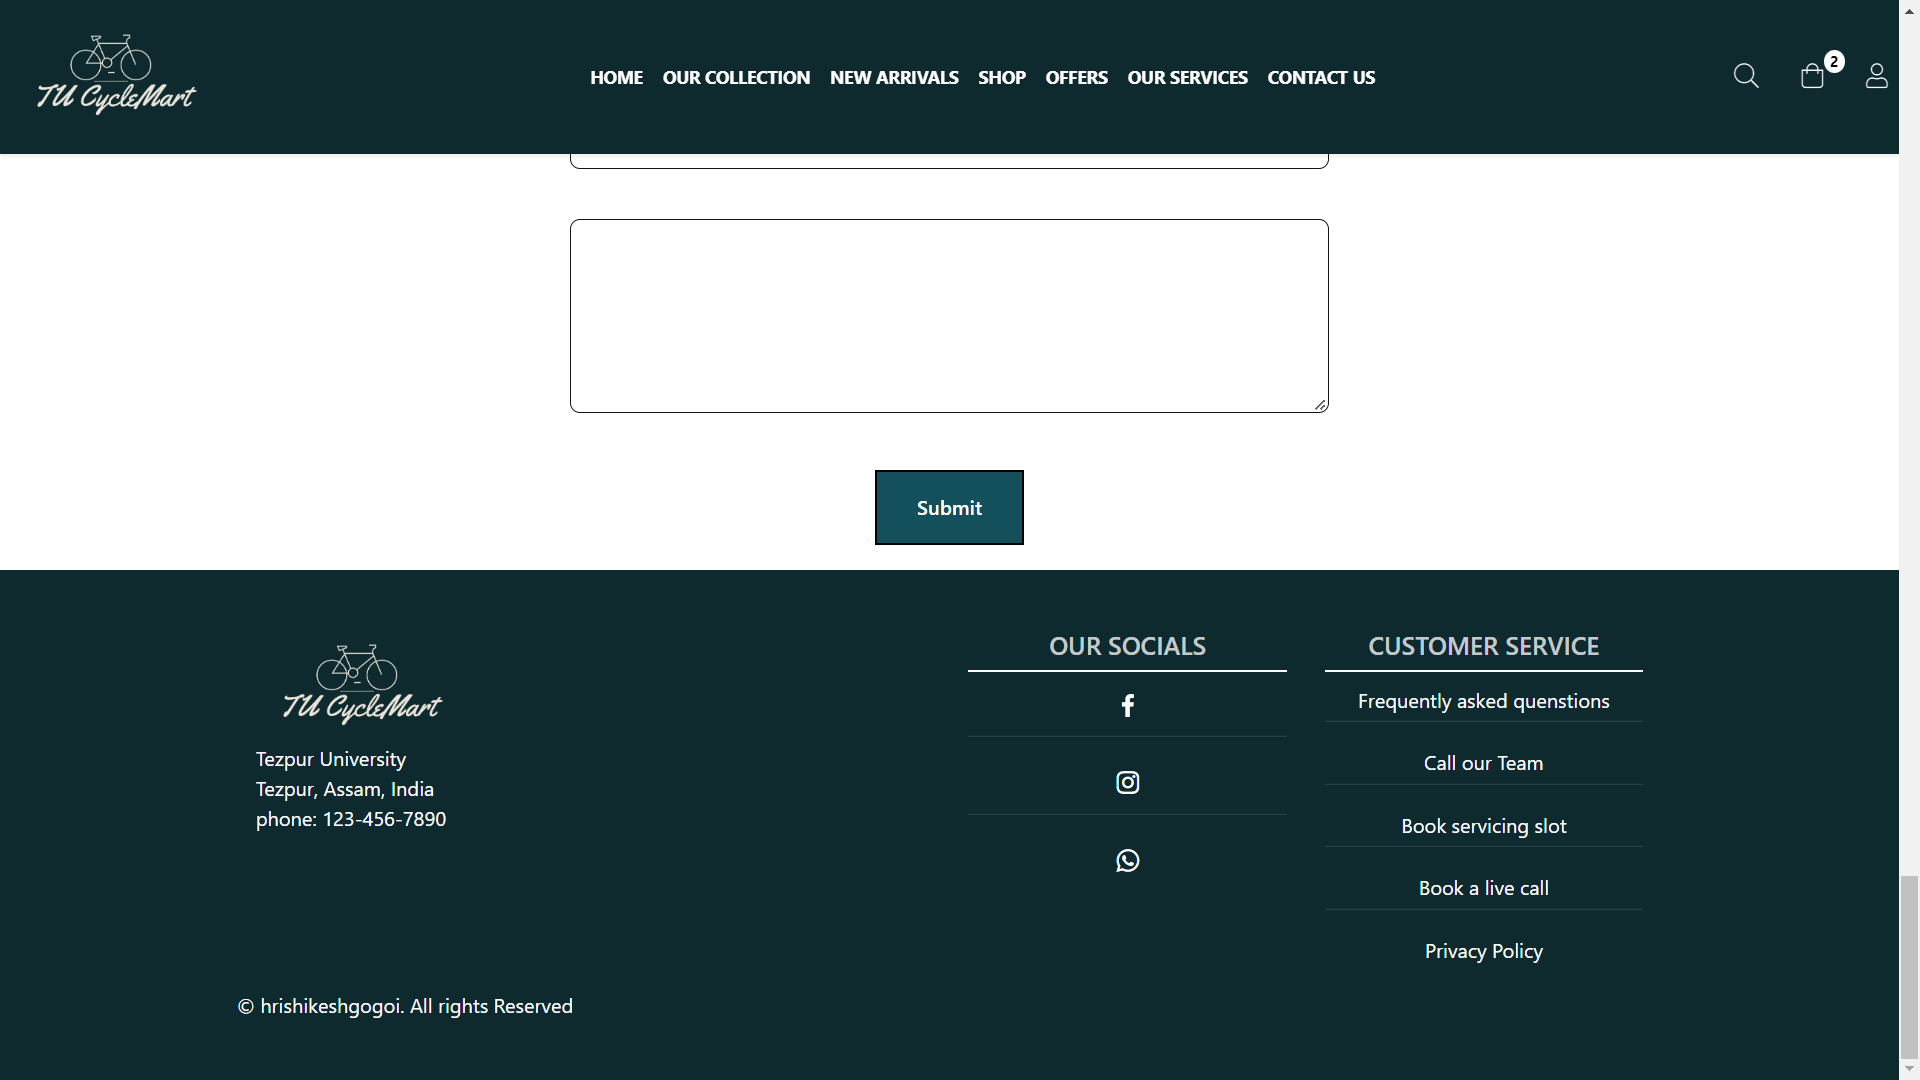 TU CycleMart
HOME OUR COLLECTION NEW ARRIVALS SHOP OFFERS OUR SERVICES CONTACT US
2
Submit
TU CycleMart
Tezpur University
Tezpur, Assam, India
phone: 123-456-7890
OUR SOCIALS
CUSTOMER SERVICE
Frequently asked quenstions
Call our Team
Book servicing slot
Book a live call
Privacy Policy
© hrishikeshgogoi. All rights Reserved